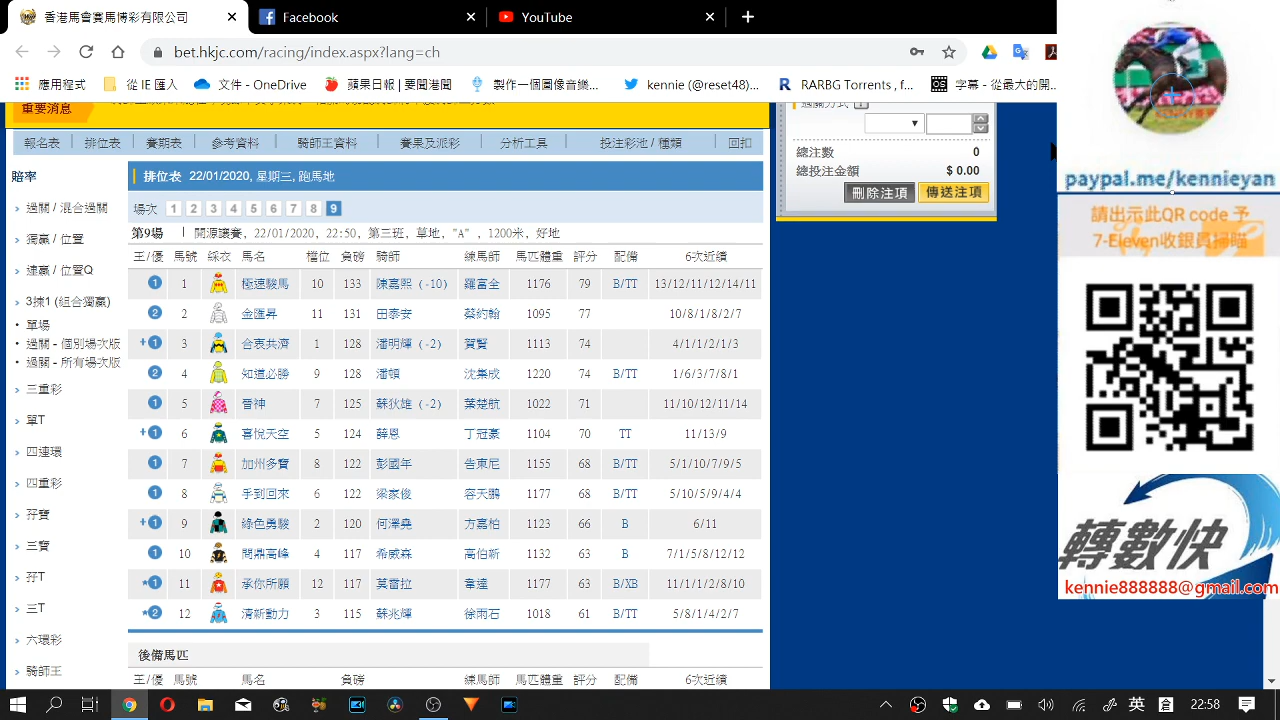 香港馬會賽馬博彩有限公司
Facebook
YouTube
bet.hkjc.com/racing/index.aspx?lang=ch
應用程式
從 IE 匯入
文件 - OneDrive
製作一個圖像音樂...
kennie (@reset48)...
RARBG Torrents , f...
字幕 - 從最大的開...
重要消息
報名表
排位表
賽果及派彩
分析工具
投注彩池 / 種類
回扣
賠率
過關 / 混合過關
獨贏 / 位置
連贏 / 位置Q
3揀1 (組合獨贏)
單場
過關 - 個別場次版
過關 - 所有場次版
三重彩
單T
四連環
四重彩
孖寶
三寶
孖T
三T
六環彩
騎師王
排位表 22/01/2020, 星期三, 跑馬地
場次 1 2 3 4 5 6 7 8 9
第9場 | 開源讓賽, 22/01/2020, 22:50, 第三班, 草地, "A" , 1200米, 好地
王/優 馬號 綵衣 馬名 檔位 負磅 騎師 練馬師 馬匹體重 評分 配備 6次近績
1 1 極速駿馬 10 133 陳嘉熙 (-10) 羅富全 1176 79 B/TT 13/12/11/12/14/11
2 2 金匯昇 11 131 田泰安 1095 77 10/8/1/8/2/7
+1 3 合衷共濟 1 128 潘明輝 (-2) 賀賢 1113 74 4/1/1/2/1/3
2 4 知道必勝 9 128 潘頓 沈集成 1120 74 B/TT 1/6/3/7/8/1
1 5 晉神 7 125 蘇狄雄 (-2) 葉楚航 1029 71 11/10/12/11/14
+1 6 喜悅天空 5 124 薛恩 丁冠豪 1104 70 TT 11/13/9
1 7 加州多寶 8 122 彭國年 告東尼 1155 68 B/TT 5/1/10/7/9/5
1 8 手到回來 6 122 梁家俊 容天鵬 1177 68 B/TT 5/10/5/9/4/4
+1 9 綠色勇駿 2 120 何澤堯 方嘉柏 1123 66 B 6/11
1 10 開鼎高峰 4 117 希威森 高伯新 1132 63 B 7/1/5/8/12/12
1 11 承你所願 12 117 莫雷拉 韋達 1177 63 B/XB 11/1/1/2/8/10
2 12 清新動力 3 115 蘇兆輝 徐雨石 1018 61 B/TT 5/8/1/4/2/7
後備馬匹
王/優 馬號 馬名 負磅 練馬師 馬匹體重 評分 配備 6次近績
過關方式
總注數 0
總投注金額 $ 0.00
刪除注項
傳送注項
paypal.me/kennieyan
請出示此QR code 予
7-Eleven收銀員掃瞄
轉數快
kennie888888@gmail.com
英
22:58